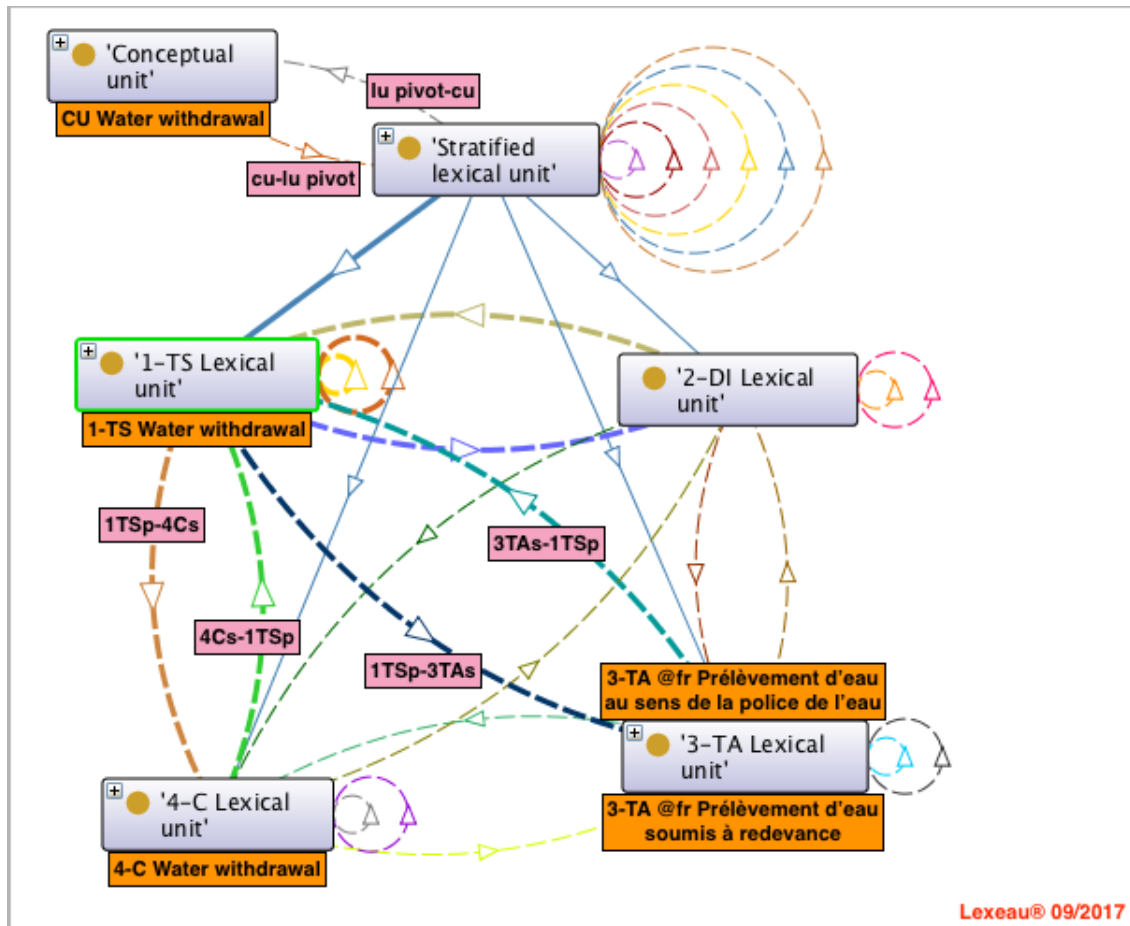 'Conceptual
unit'
CU Water withdrawal
lu pivot-cu
'Stratified
lexical unit'
cu-lu pivot
'1-TS Lexical
unit'
1-TS Water withdrawal
'2-DI Lexical
unit'
1TSp-4Cs
3TAs-1TSp
4Cs-1TSp
1TSp-3TAs
3-TA @fr Prélèvement d'eau
au sens de la police de l'eau
'3-TA Lexical
unit'
3-TA @fr Prélèvement d'eau
soumis à redevance
'4-C Lexical
unit'
4-C Water withdrawal
Lexeau® 09/2017